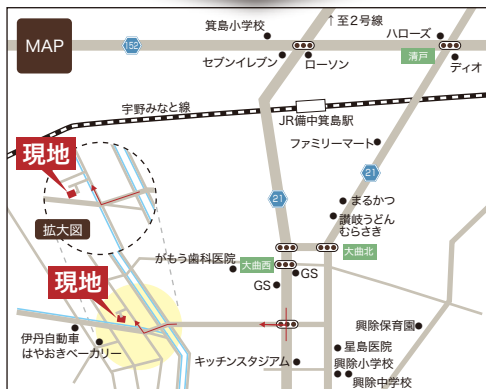 MAP
152
箕島小学校
↑至2号線
ハローズ
清戸
セブンイレブン
ローソン
ディオ
宇野みなと線
JR備中箕島駅
ファミリーマート
現地
21
21
まるかつ
讃岐うどん
むらさき
拡大図
大曲西
大曲北
がもう歯科医院
GS
GS
現地
伊丹自動車
はやおきベーカリー
キッチンスタジアム
興除保育園
星島医院
興除小学校
興除中学校